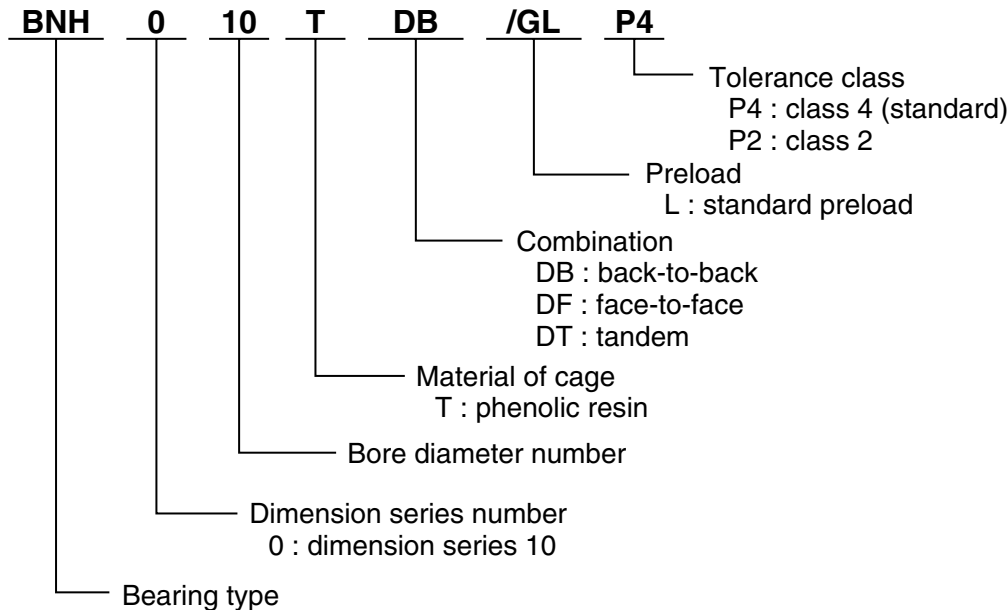 BNH 0 10 T DB /GL P4
Tolerance class
P4 : class 4 (standard)
P2 : class 2
Preload
L : standard preload
Combination
DB : back-to-back
DF : face-to-face
DT : tandem
Material of cage
T : phenolic resin
Bore diameter number
Dimension series number
0 : dimension series 10
Bearing type